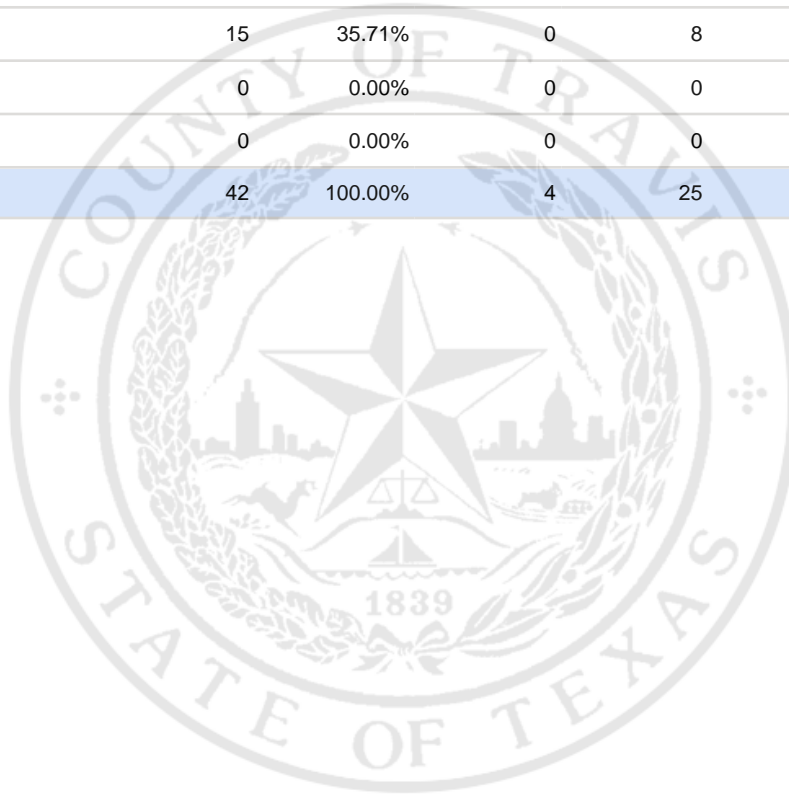 15 35.71% 0 8
0 0.00% 0 0
0 0.00% 0 0
42 100.00% 4 25
COUNTY OF TRAVIS
1839
STATE OF TEXAS